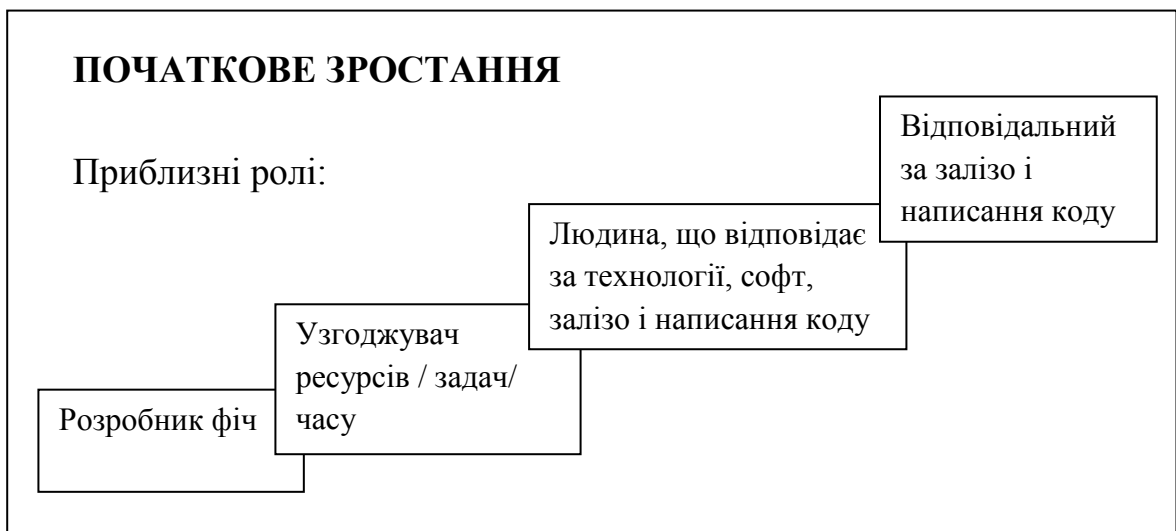 ПОЧАТКОВЕ ЗРОСТАННЯ
Приблизні ролі:
Відповідальний
за залізо і
написання коду
Людина, що відповідає
за технології, софт,
залізо і написання коду
Узгоджувач
ресурсів / задач/
часу
Розробник фіч